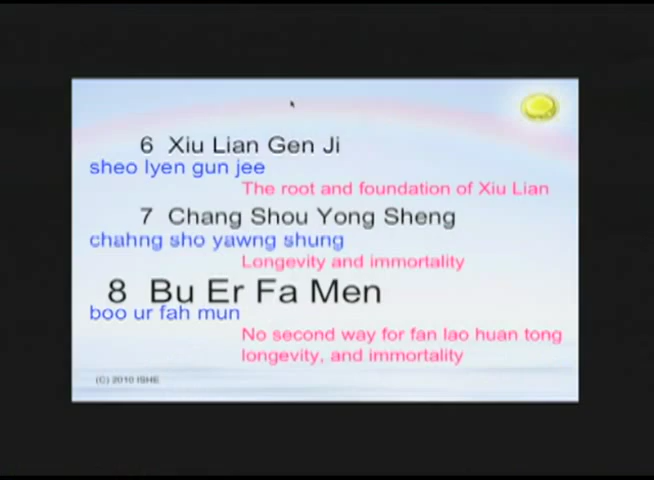 6 Xiu Lian Gen Ji
sheo lyen gun jee
The root and foundation of Xiu Lian
7 Chang Shou Yong Sheng
chahng sho yawng shung
Longevity and immortality
8 Bu Er Fa Men
boo ur fah mun
No second way for fan lao huan tong
longevity, and immortality
(C) 2010 ISHE